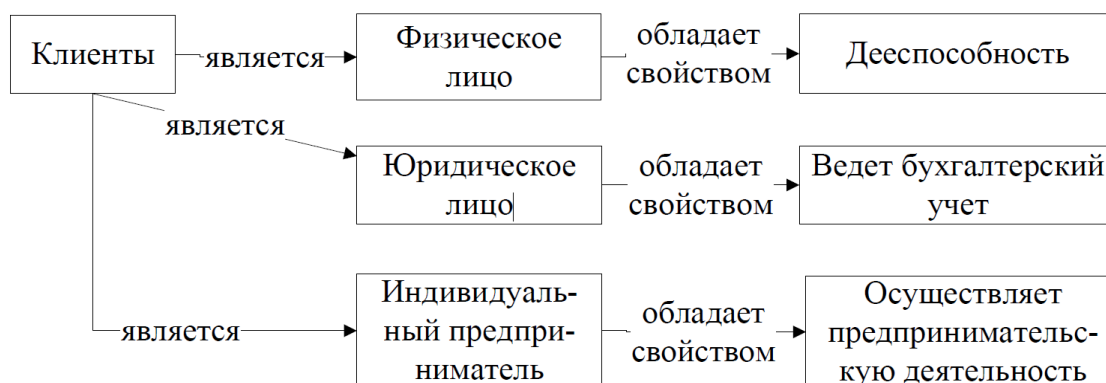 Клиенты
является
Физическое
лицо
обладает
свойством
Дееспособность
является
Юридическое
лицо
обладает
свойством
Ведет бухгалтерский
учет
является
Индивидуаль-
ный предпри-
ниматель
обладает
свойством
Осуществляет
предпринимательс-
кую деятельность